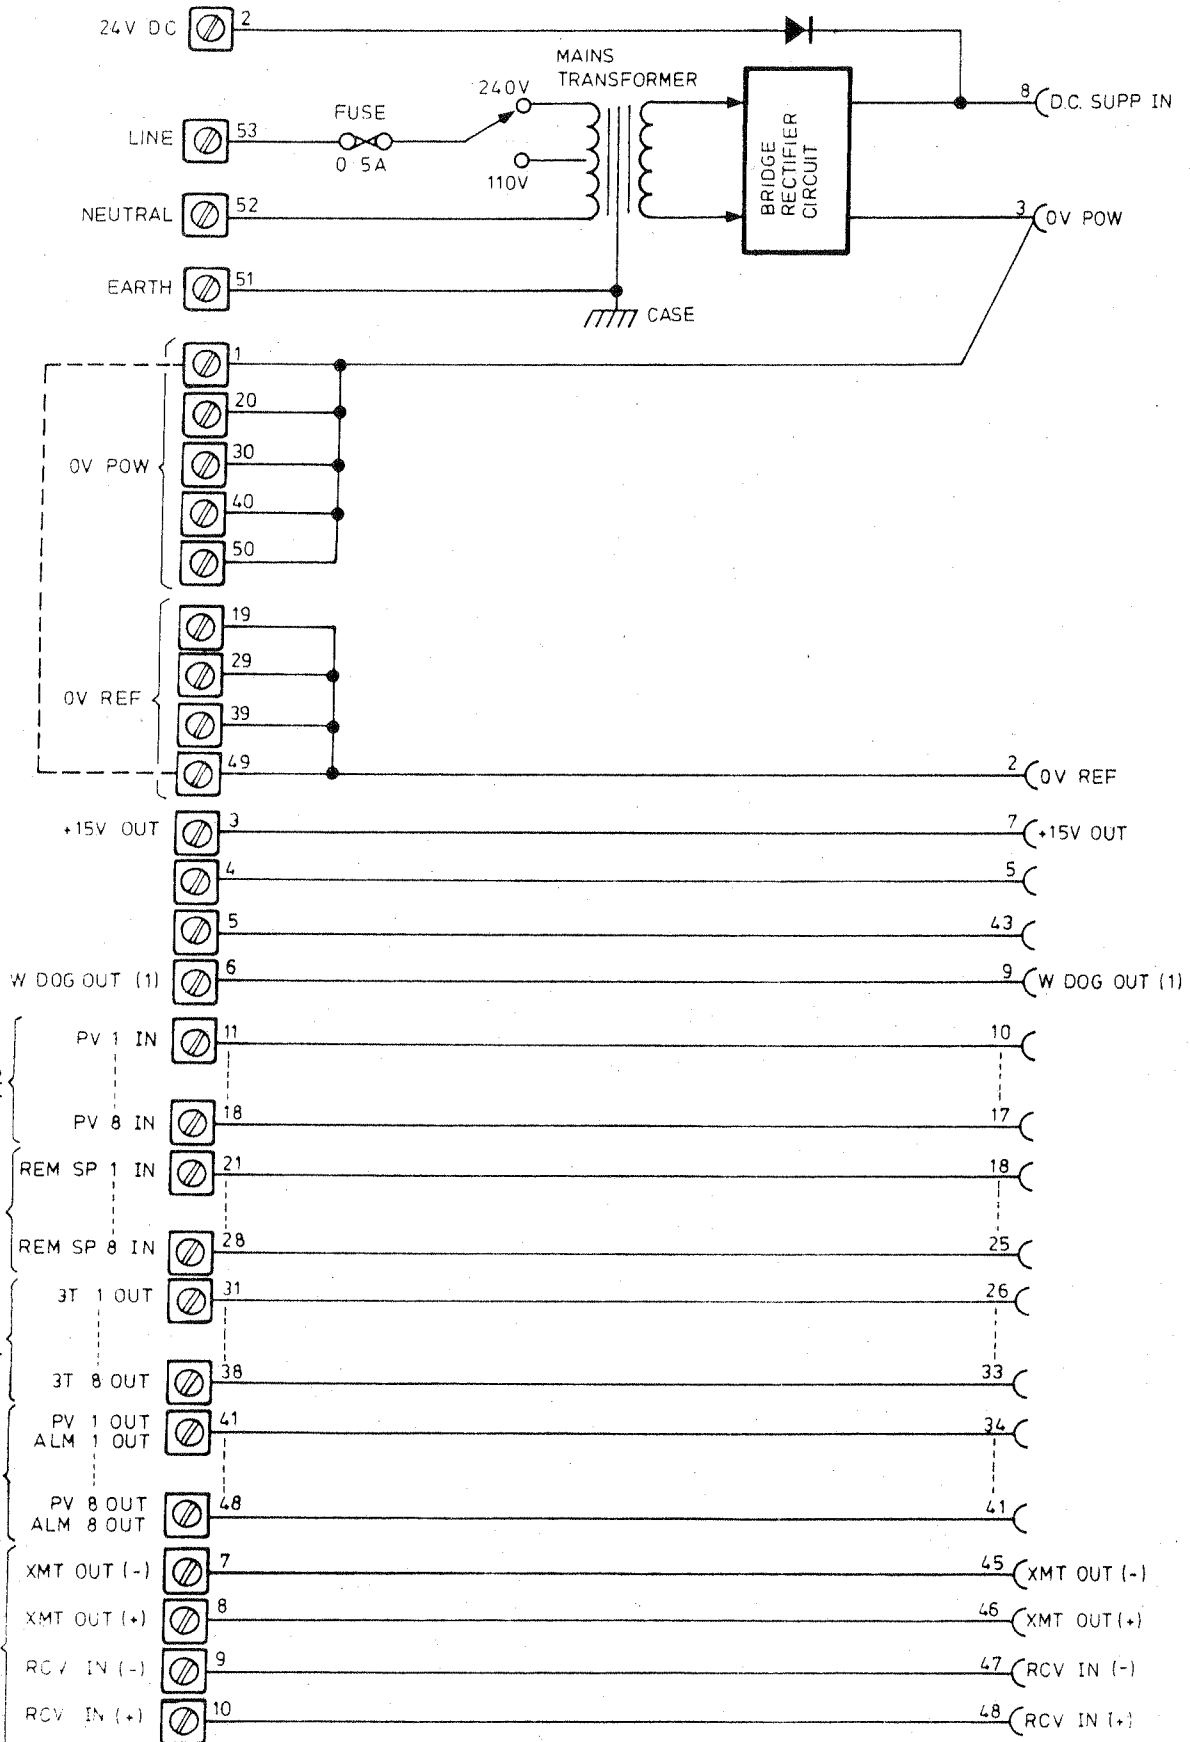 24V DC 2
MAINS
TRANSFORMER
240V
8 D.C. SUPP IN
FUSE
LINE 53
0.5A
110V
BRIDGE
RECTIFIER
CIRCUIT
NEUTRAL 52
3 0V POW
EARTH 51
CASE
1
20
0V POW 30
40
50
19
29
0V REF 39
49 2 0V REF
+15V OUT 3 7 +15V OUT
4 5
5 43
W DOG OUT (1) 6 9 W DOG OUT (1)
PV 1 IN 11 10
PV 8 IN 18 17
REM SP 1 IN 21 18
REM SP 8 IN 28 25
3T 1 OUT 31 26
3T 8 OUT 38 33
PV 1 OUT 41 34
ALM 1 OUT
PV 8 OUT 48 41
ALM 8 OUT
XMT OUT (-) 7 45 XMT OUT (-)
XMT OUT (+) 8 46 XMT OUT (+)
RCV IN (-) 9 47 RCV IN (-)
RCV IN (+) 10 48 RCV IN (+)